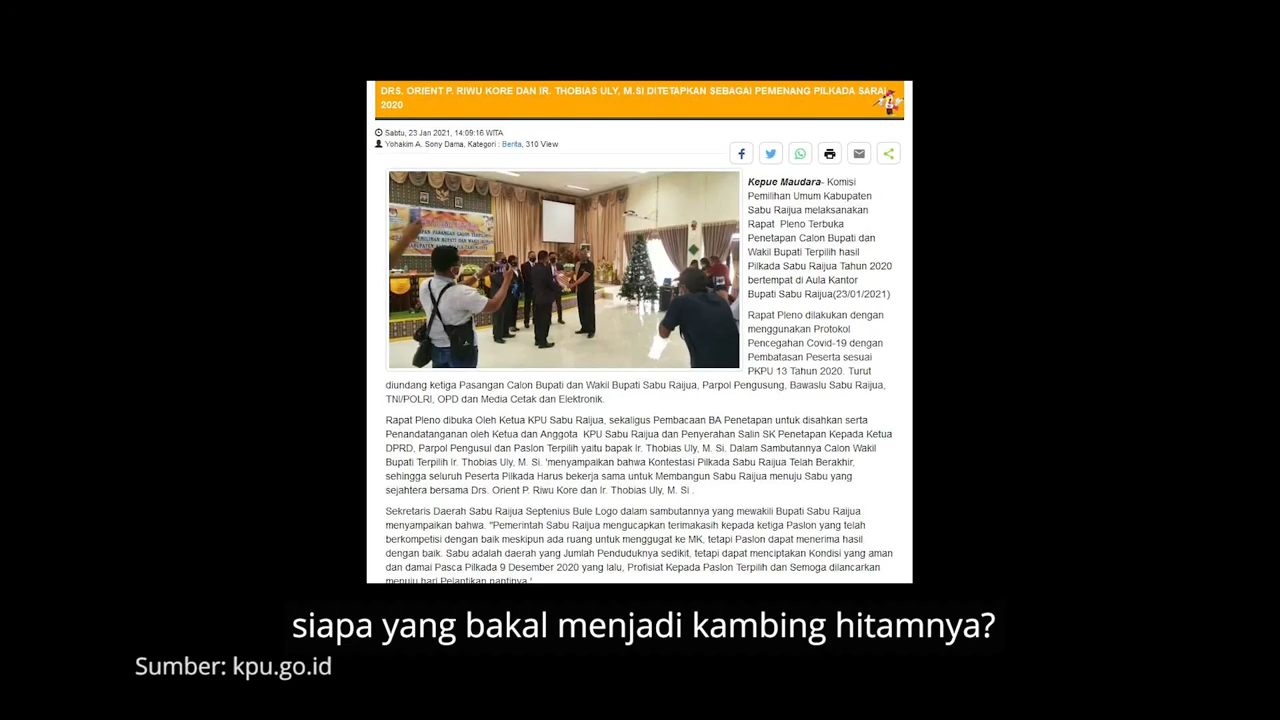 DRS. ORIENT P. RIWU KORE DAN IR. THOBIAS ULY, M.SI DITETAPKAN SEBAGAI PEMENANG PILKADA SARAI
2020
Sabtu, 23 Jan 2021, 14:09:16 WITA
Yohakim A. Sony Dama, Kategori : Berita, 310 View
Kepue Maudara- Komisi
Pemilihan Umum Kabupaten
Sabu Raijua melaksanakan
Rapat Pleno Terbuka
Penetapan Calon Bupati dan
Wakil Bupati Terpilih hasil
Pilkada Sabu Raijua Tahun 2020
bertempat di Aula Kantor
Bupati Sabu Raijua(23/01/2021)
Rapat Pleno dilakukan dengan
menggunakan Protokol
Pencegahan Covid-19 dengan
Pembatasan Peserta sesuai
PKPU 13 Tahun 2020. Turut
diundang ketiga Pasangan Calon Bupati dan Wakil Bupati Sabu Raijua, Parpol Pengusung, Bawaslu Sabu Raijua,
TNI/POLRI, OPD dan Media Cetak dan Elektronik.
Rapat Pleno dibuka Oleh Ketua KPU Sabu Raijua, sekaligus Pembacaan BA Penetapan untuk disahkan serta
Penandatanganan oleh Ketua dan Anggota KPU Sabu Raijua dan Penyerahan Salin SK Penetapan Kepada Ketua
DPRD, Parpol Pengusul dan Paslon Terpilih yaitu bapak Ir. Thobias Uly, M. Si. Dalam Sambutannya Calon Wakil
Bupati Terpilih Ir. Thobias Uly, M. Si. 'menyampaikan bahwa Kontestasi Pilkada Sabu Raijua Telah Berakhir,
sehingga seluruh Peserta Pilkada Harus bekerja sama untuk Membangun Sabu Raijua menuju Sabu yang
sejahtera bersama Drs. Orient P. Riwu Kore dan Ir. Thobias Uly, M. Si .
Sekretaris Daerah Sabu Raijua Septenius Bule Logo dalam sambutannya yang mewakili Bupati Sabu Raijua
menyampaikan bahwa. "Pemerintah Sabu Raijua mengucapkan terimakasih kepada ketiga Paslon yang telah
berkompetisi dengan baik meskipun ada ruang untuk menggugat ke MK, tetapi Paslon dapat menerima hasil
dengan baik. Sabu adalah daerah yang Jumlah Penduduknya sedikit, tetapi dapat menciptakan Kondisi yang aman
dan damai Pasca Pilkada 9 Desember 2020 yang lalu, Profisiat Kepada Paslon Terpilih dan Semoga dilancarkan
menuju hari Pelantikan nantinya.'
siapa yang bakal menjadi kambing hitamnya?
Sumber: kpu.go.id